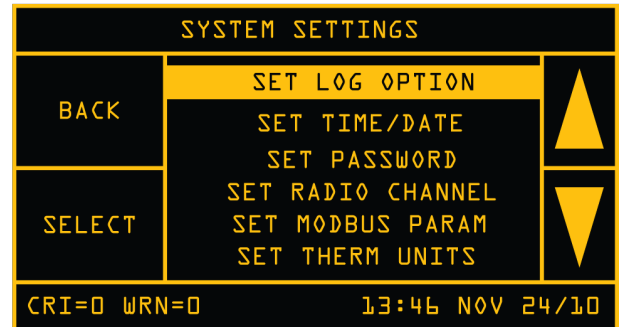 SYSTEM SETTINGS
BACK
SELECT
SET LOG OPTION
SET TIME/DATE
SET PASSWORD
SET RADIO CHANNEL
SET MODBUS PARAM
SET THERM UNITS
CRI=0 WRN=0 13:46 NOV 24/10